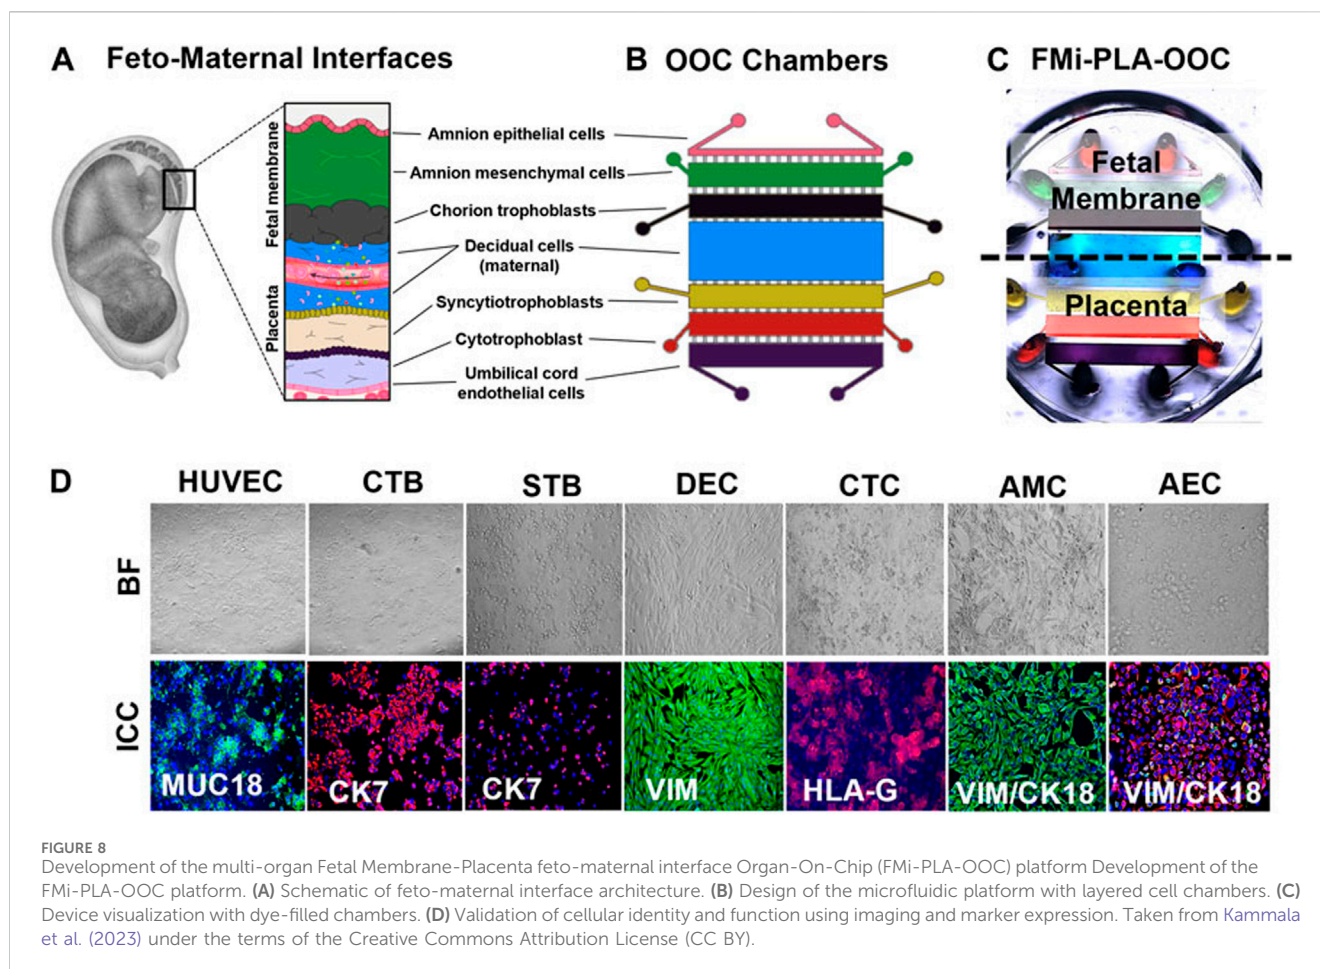 A Feto-Maternal Interfaces
B OOC Chambers
C FMi-PLA-OOC
Fetal membrane
Placenta
Amnion epithelial cells
Amnion mesenchymal cells
Chorion trophoblasts
Decidual cells
(maternal)
Syncytiotrophoblasts
Cytotrophoblast
Umbilical cord
endothelial cells
Fetal
Membrane
Placenta
D
HUVEC CTB STB DEC CTC AMC AEC
BF
ICC
MUC18 CK7 CK7 VIM HLA-G VIM/CK18 VIM/CK18
FIGURE 8
Development of the multi-organ Fetal Membrane-Placenta feto-maternal interface Organ-On-Chip (FMi-PLA-OOC) platform Development of the
FMi-PLA-OOC platform. (A) Schematic of feto-maternal interface architecture. (B) Design of the microfluidic platform with layered cell chambers. (C)
Device visualization with dye-filled chambers. (D) Validation of cellular identity and function using imaging and marker expression. Taken from Kammala
et al. (2023) under the terms of the Creative Commons Attribution License (CC BY).